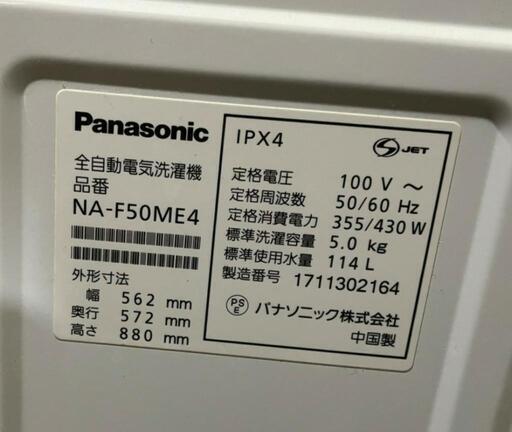 Panasonic
全自動電気洗濯機
品番
NA-F50ME4
外形寸法
幅 562 mm
奥行 572 mm
高さ 880 mm
IPX4
S JET
定格電圧 100 V ～
定格周波数 50/60 Hz
定格消費電力 355/430 W
標準洗濯容量 5.0 kg
標準使用水量 114 L
製造番号 1711302164
PS E パナソニック株式会社
中国製